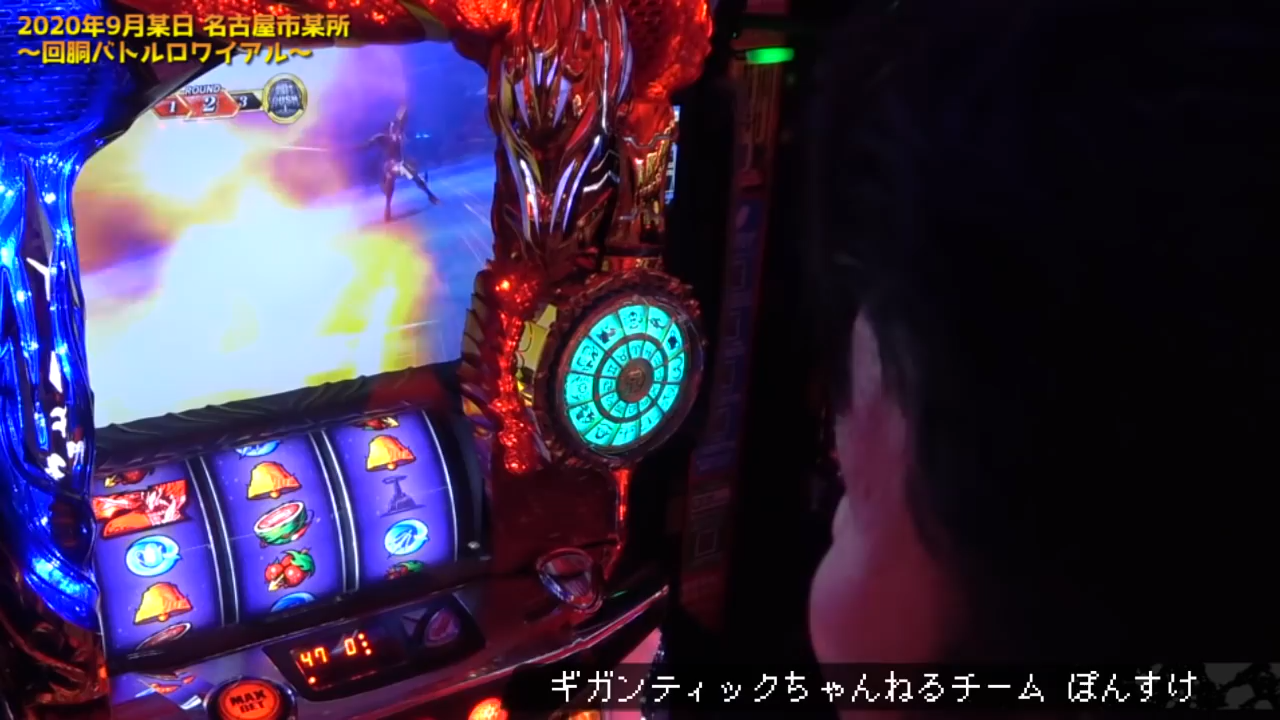 2020年9月某日 名古屋市某所
～回胴バトルロワイアル～
ROUND
1 2 3
47 0
MAX
BET
ギガンティックちゃんねるチーム ぽんすけ